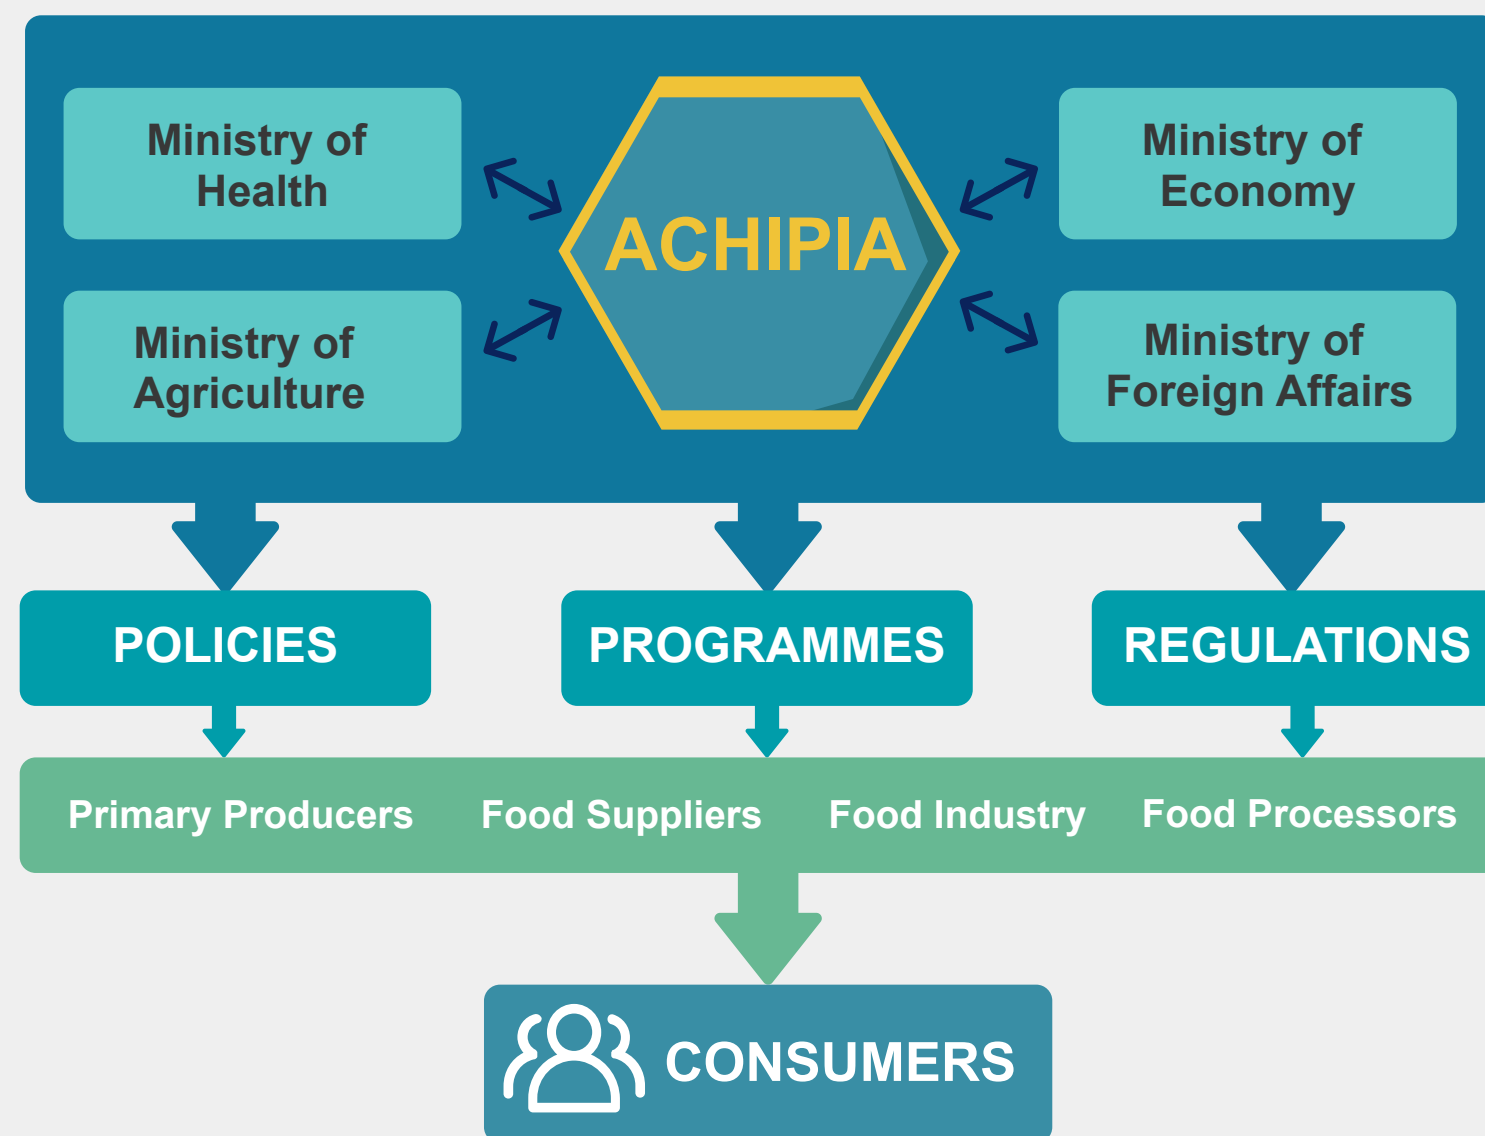 Ministry of
Health
ACHIPIA
Ministry of
Economy
Ministry of
Agriculture
Ministry of
Foreign Affairs
POLICIES
PROGRAMMES
REGULATIONS
Primary Producers
Food Suppliers
Food Industry
Food Processors
CONSUMERS